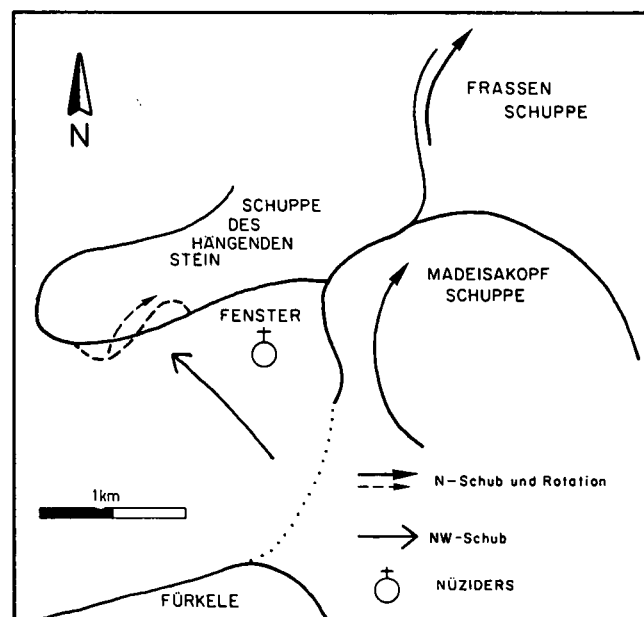 N
FRASSEN
SCHUPPE
SCHUPPE
DES
HÄNGENDEN
STEIN
MADEISAKOPF
SCHUPPE
FENSTER
1km
N-Schub und Rotation
NW-Schub
NÜZIDERS
FÜRKELE